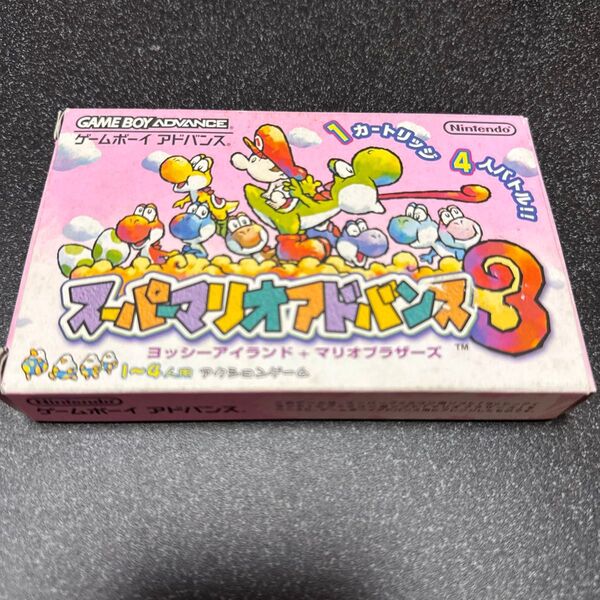 GAME BOY ADVANCE
ゲームボーイ アドバンス
Nintendo
1カートリッジ
4人バトル!!
スーパーマリオアドバンス3
ヨッシーアイランド+マリオブラザーズ
TM
1〜4人用 アクションゲーム
Nintendo
ゲームボーイ アドバンス